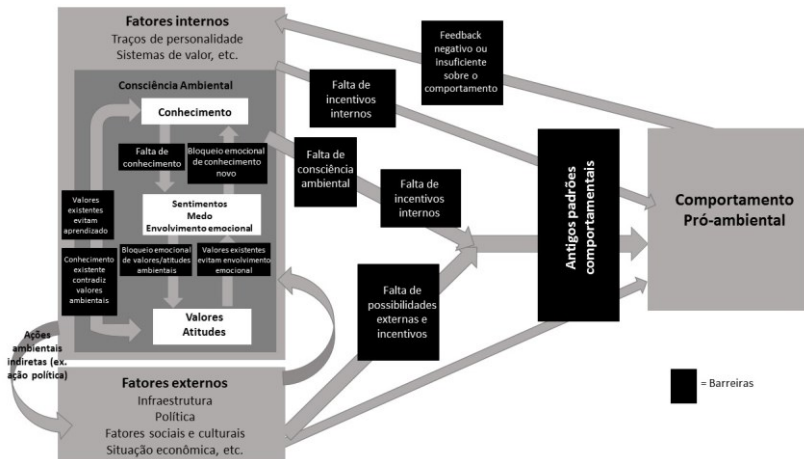 Fatores internos
Traços de personalidade
Sistemas de valor, etc.
Consciência Ambiental
Conhecimento
Falta de
conhecimento
Bloqueio emocional
de conhecimento
novo
Valores
existentes
evitam
aprendizado
Sentimentos
Medo
Envolvimento emocional
Conhecimento
existente
contradiz
valores
ambientais
Bloqueio emocional
de valores/atitudes
ambientais
Valores existentes
evitam envolvimento
emocional
Valores
Atitudes
Ações
ambientais
indiretas (ex.
ação política)
Fatores externos
Infraestrutura
Política
Fatores sociais e culturais
Situação econômica, etc.
Feedback
negativo ou
insuficiente
sobre o
comportamento
Falta de
incentivos
internos
Falta de
consciência
ambiental
Falta de
incentivos
internos
Falta de
possibilidades
externas e
incentivos
Antigos padrões
comportamentais
Comportamento
Pró-ambiental
= Barreiras